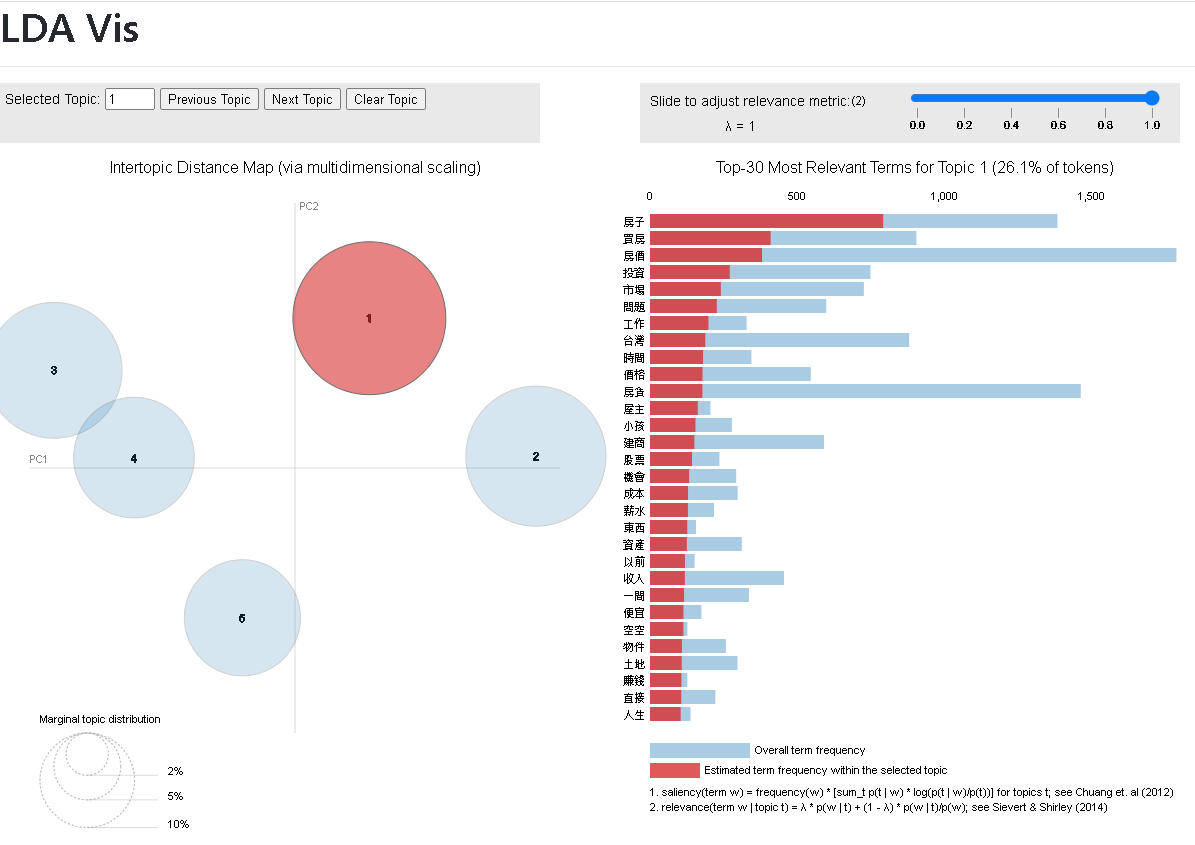 LDA Vis
Selected Topic: 1 Previous Topic Next Topic Clear Topic
Slide to adjust relevance metric:(2)
λ = 1
0.0 0.2 0.4 0.6 0.8 1.0
Intertopic Distance Map (via multidimensional scaling)
PC2
PC1
1
3
2
4
5
Marginal topic distribution
2%
5%
10%
Top-30 Most Relevant Terms for Topic 1 (26.1% of tokens)
0 500 1,000 1,500
房子
買房
房價
投資
市場
問題
工作
台灣
時間
價格
房貸
屋主
小孩
建商
股票
機會
成本
薪水
東西
資產
以前
收入
一間
便宜
空空
物件
土地
賺錢
直接
人生
Overall term frequency
Estimated term frequency within the selected topic
1. saliency(term w) = frequency(w) * [sum_t p(t | w) * log(p(t | w)/p(t))] for topics t; see Chuang et. al (2012)
2. relevance(term w | topic t) = λ * p(w | t) + (1 - λ) * p(w | t)/p(w); see Sievert & Shirley (2014)